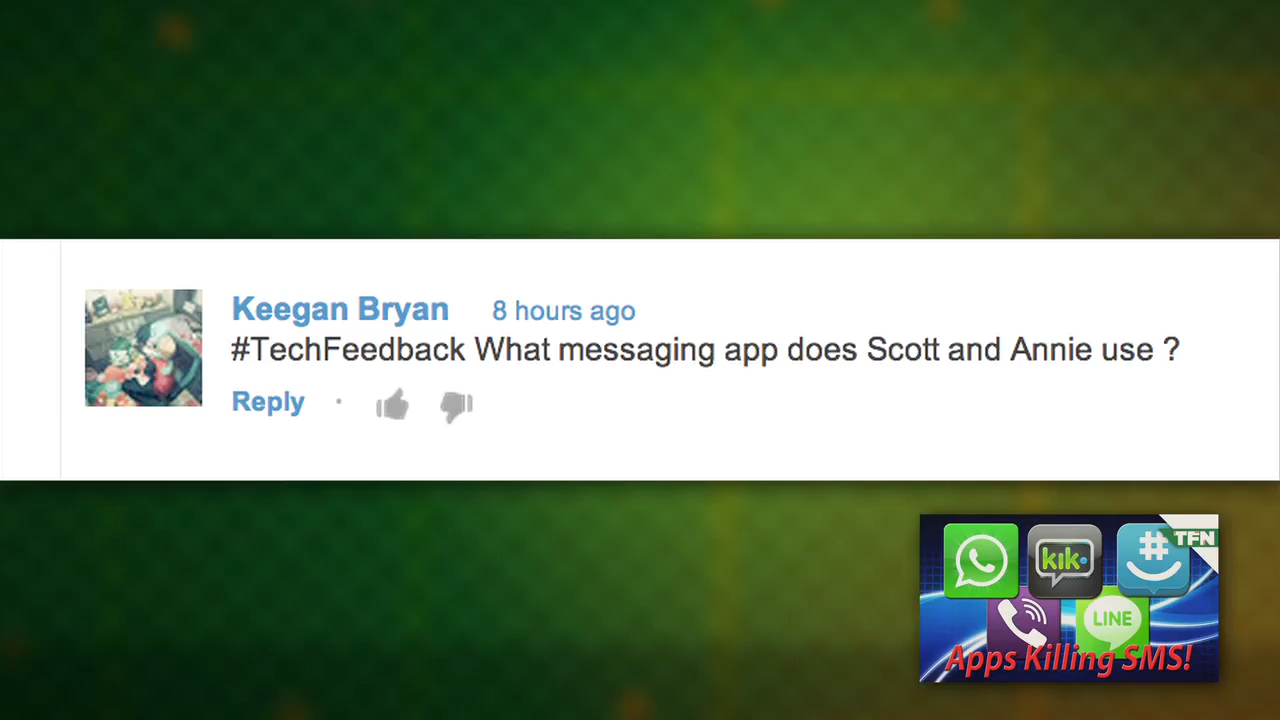 Keegan Bryan 8 hours ago
#TechFeedback What messaging app does Scott and Annie use ?
Reply •
# TFN
kik•
LINE
Apps Killing SMS!